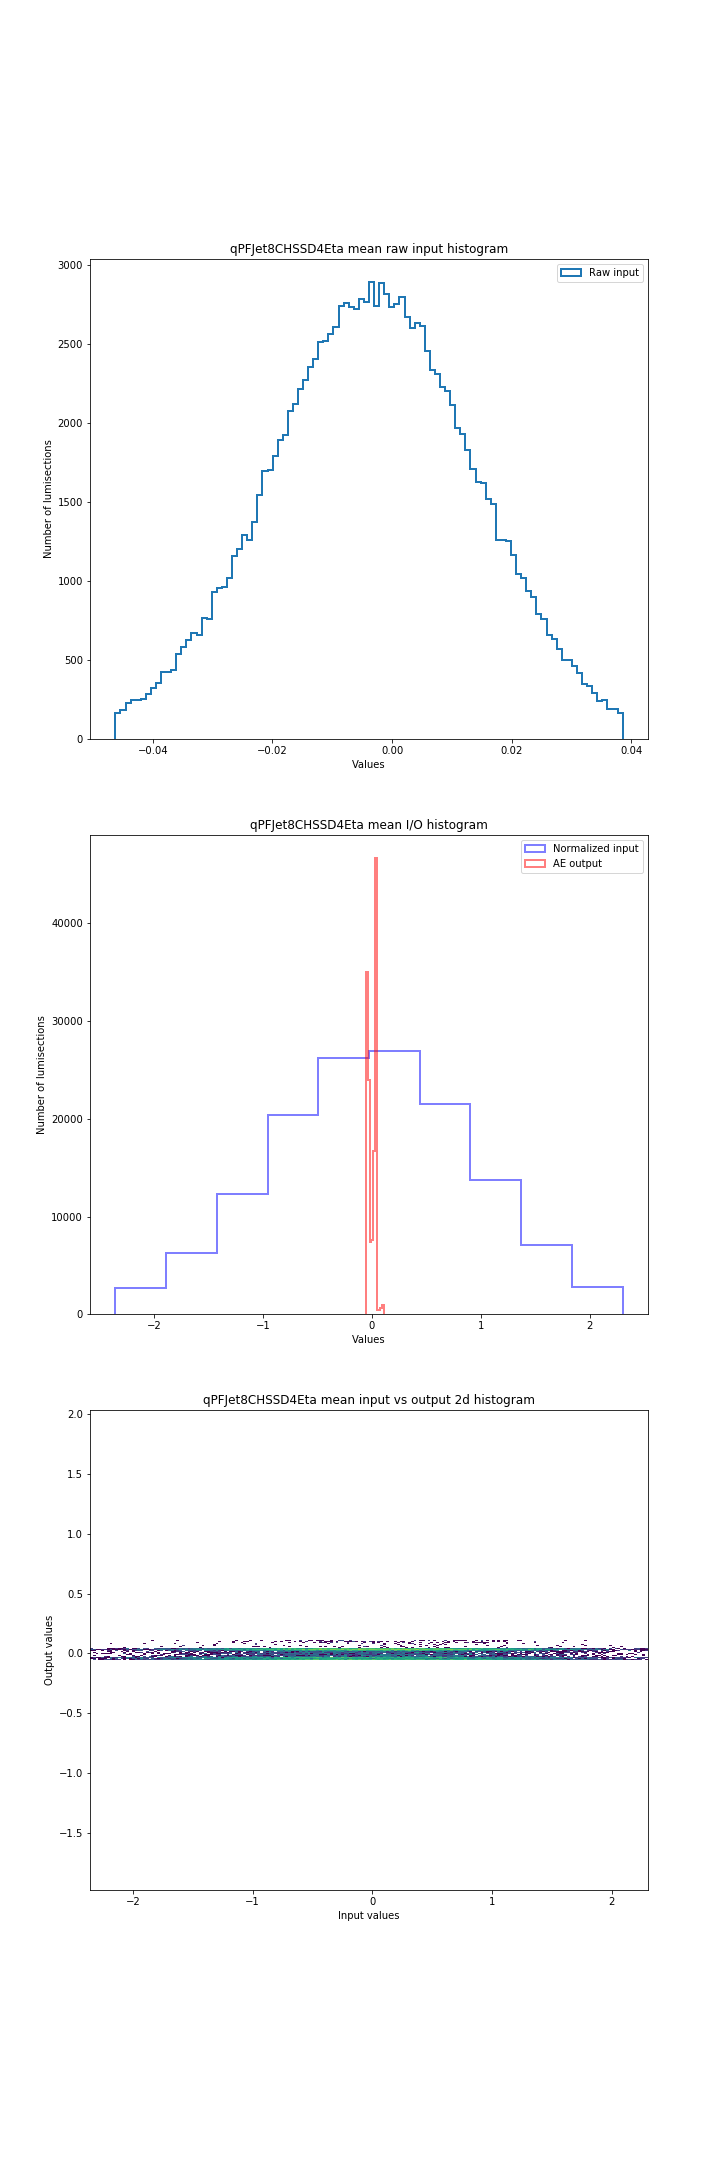 qPFJet8CHSSD4Eta mean raw input histogram
3000
2500
2000
1500
1000
500
0
Number of lumisections
Raw input
−0.04 −0.02 0.00 0.02 0.04
Values
qPFJet8CHSSD4Eta mean I/O histogram
40000
30000
20000
10000
0
Number of lumisections
Normalized input
AE output
−2 −1 0 1 2
Values
qPFJet8CHSSD4Eta mean input vs output 2d histogram
2.0
1.5
1.0
0.5
0.0
−0.5
−1.0
−1.5
Output values
−2 −1 0 1 2
Input values